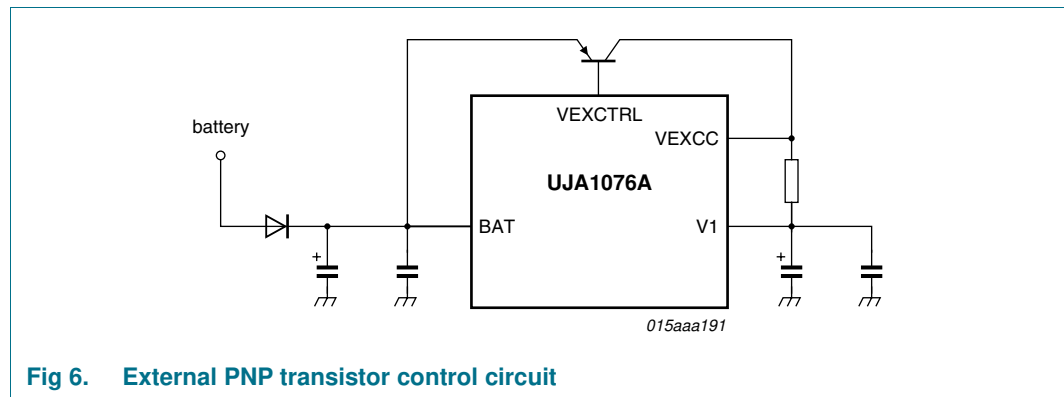 VEXCTRL
battery
VEXCC
UJA1076A
BAT
V1
+
+
015aaa191
Fig 6. External PNP transistor control circuit